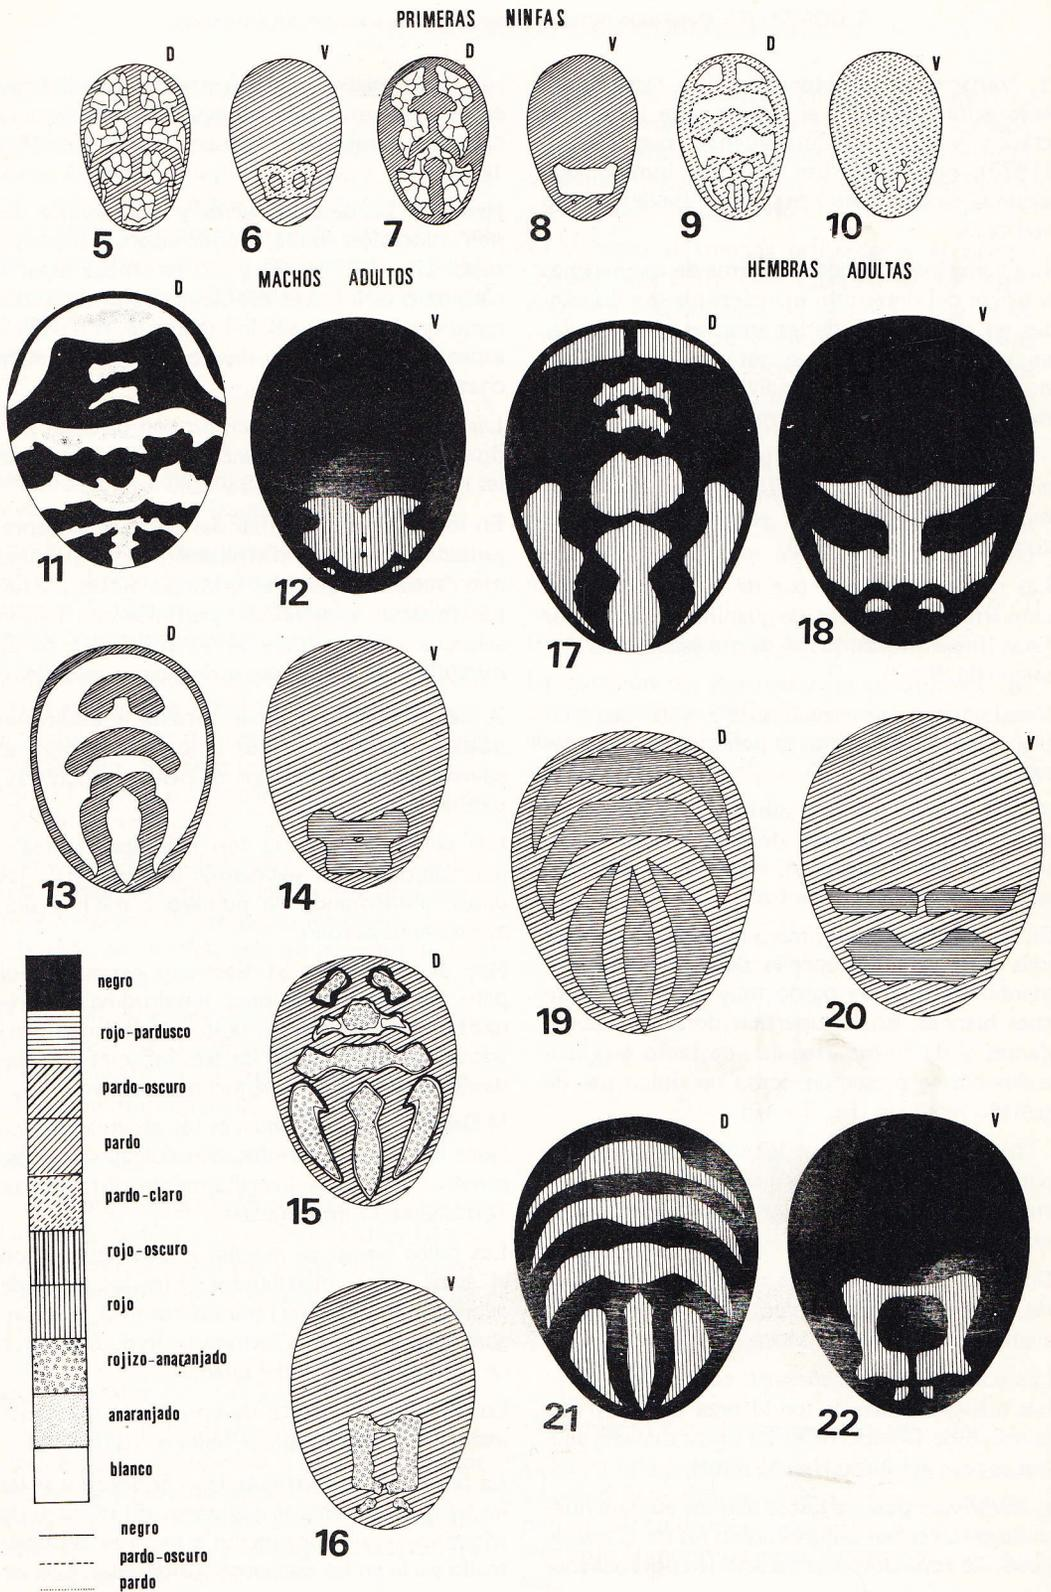 PRIMERAS NINFAS
D V D V D V
5 6 7 8 9 10
MACHOS ADULTOS
HEMBRAS ADULTAS
D V D V
11 12 17 18
D V D V
13 14 19 20
negro
rojo-pardusco
pardo-oscuro
pardo
pardo-claro
rojo-oscuro
rojo
rojizo-anaranjado
anaranjado
blanco
negro
pardo-oscuro
pardo
D
15
V
16
D V
21 22